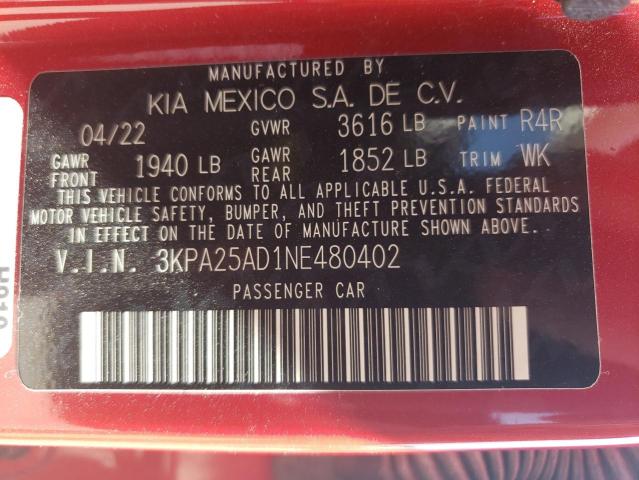 MANUFACTURED BY
KIA MEXICO S.A. DE C.V.
04/22 GVWR 3616 LB PAINT R4R
GAWR FRONT 1940 LB GAWR REAR 1852 LB TRIM WK
THIS VEHICLE CONFORMS TO ALL APPLICABLE U.S.A. FEDERAL
MOTOR VEHICLE SAFETY, BUMPER, AND THEFT PREVENTION STANDARDS
IN EFFECT ON THE DATE OF MANUFACTURE SHOWN ABOVE.
V.I.N. 3KPA25AD1NE480402
PASSENGER CAR